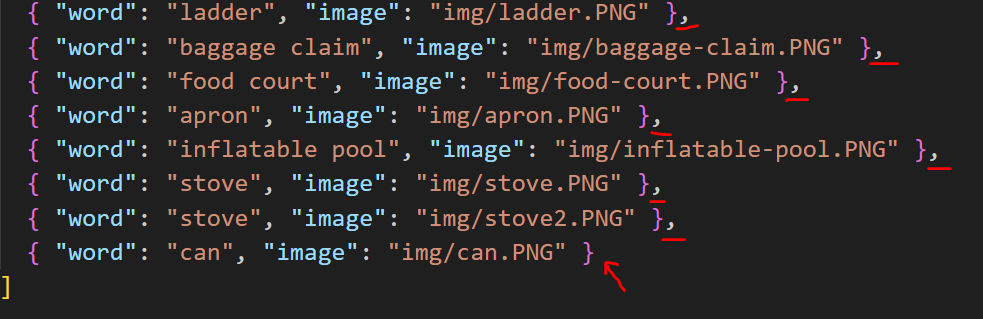 { "word": "ladder", "image": "img/ladder.PNG" },
{ "word": "baggage claim", "image": "img/baggage-claim.PNG" },
{ "word": "food court", "image": "img/food-court.PNG" },
{ "word": "apron", "image": "img/apron.PNG" },
{ "word": "inflatable pool", "image": "img/inflatable-pool.PNG" },
{ "word": "stove", "image": "img/stove.PNG" },
{ "word": "stove", "image": "img/stove2.PNG" },
{ "word": "can", "image": "img/can.PNG" }
]